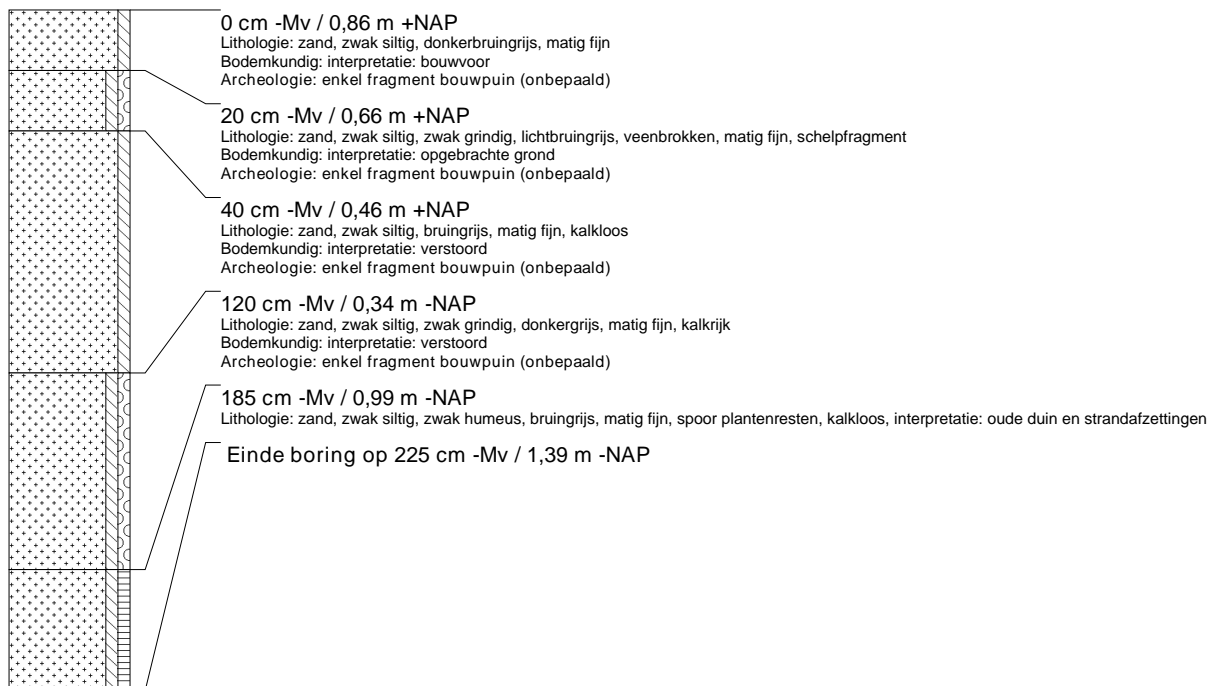 0 cm -Mv / 0,86 m +NAP
Lithologie: zand, zwak siltig, donkerbruingrijs, matig fijn
Bodemkundig: interpretatie: bouwvoor
Archeologie: enkel fragment bouwpuin (onbepaald)
20 cm -Mv / 0,66 m +NAP
Lithologie: zand, zwak siltig, zwak grindig, lichtbruingrijs, veenbrokken, matig fijn, schelpfragment
Bodemkundig: interpretatie: opgebrachte grond
Archeologie: enkel fragment bouwpuin (onbepaald)
40 cm -Mv / 0,46 m +NAP
Lithologie: zand, zwak siltig, bruingrijs, matig fijn, kalkloos
Bodemkundig: interpretatie: verstoord
Archeologie: enkel fragment bouwpuin (onbepaald)
120 cm -Mv / 0,34 m -NAP
Lithologie: zand, zwak siltig, zwak grindig, donkergrijs, matig fijn, kalkrijk
Bodemkundig: interpretatie: verstoord
Archeologie: enkel fragment bouwpuin (onbepaald)
185 cm -Mv / 0,99 m -NAP
Lithologie: zand, zwak siltig, zwak humeus, bruingrijs, matig fijn, spoor plantenresten, kalkloos, interpretatie: oude duin en strandafzettingen
Einde boring op 225 cm -Mv / 1,39 m -NAP